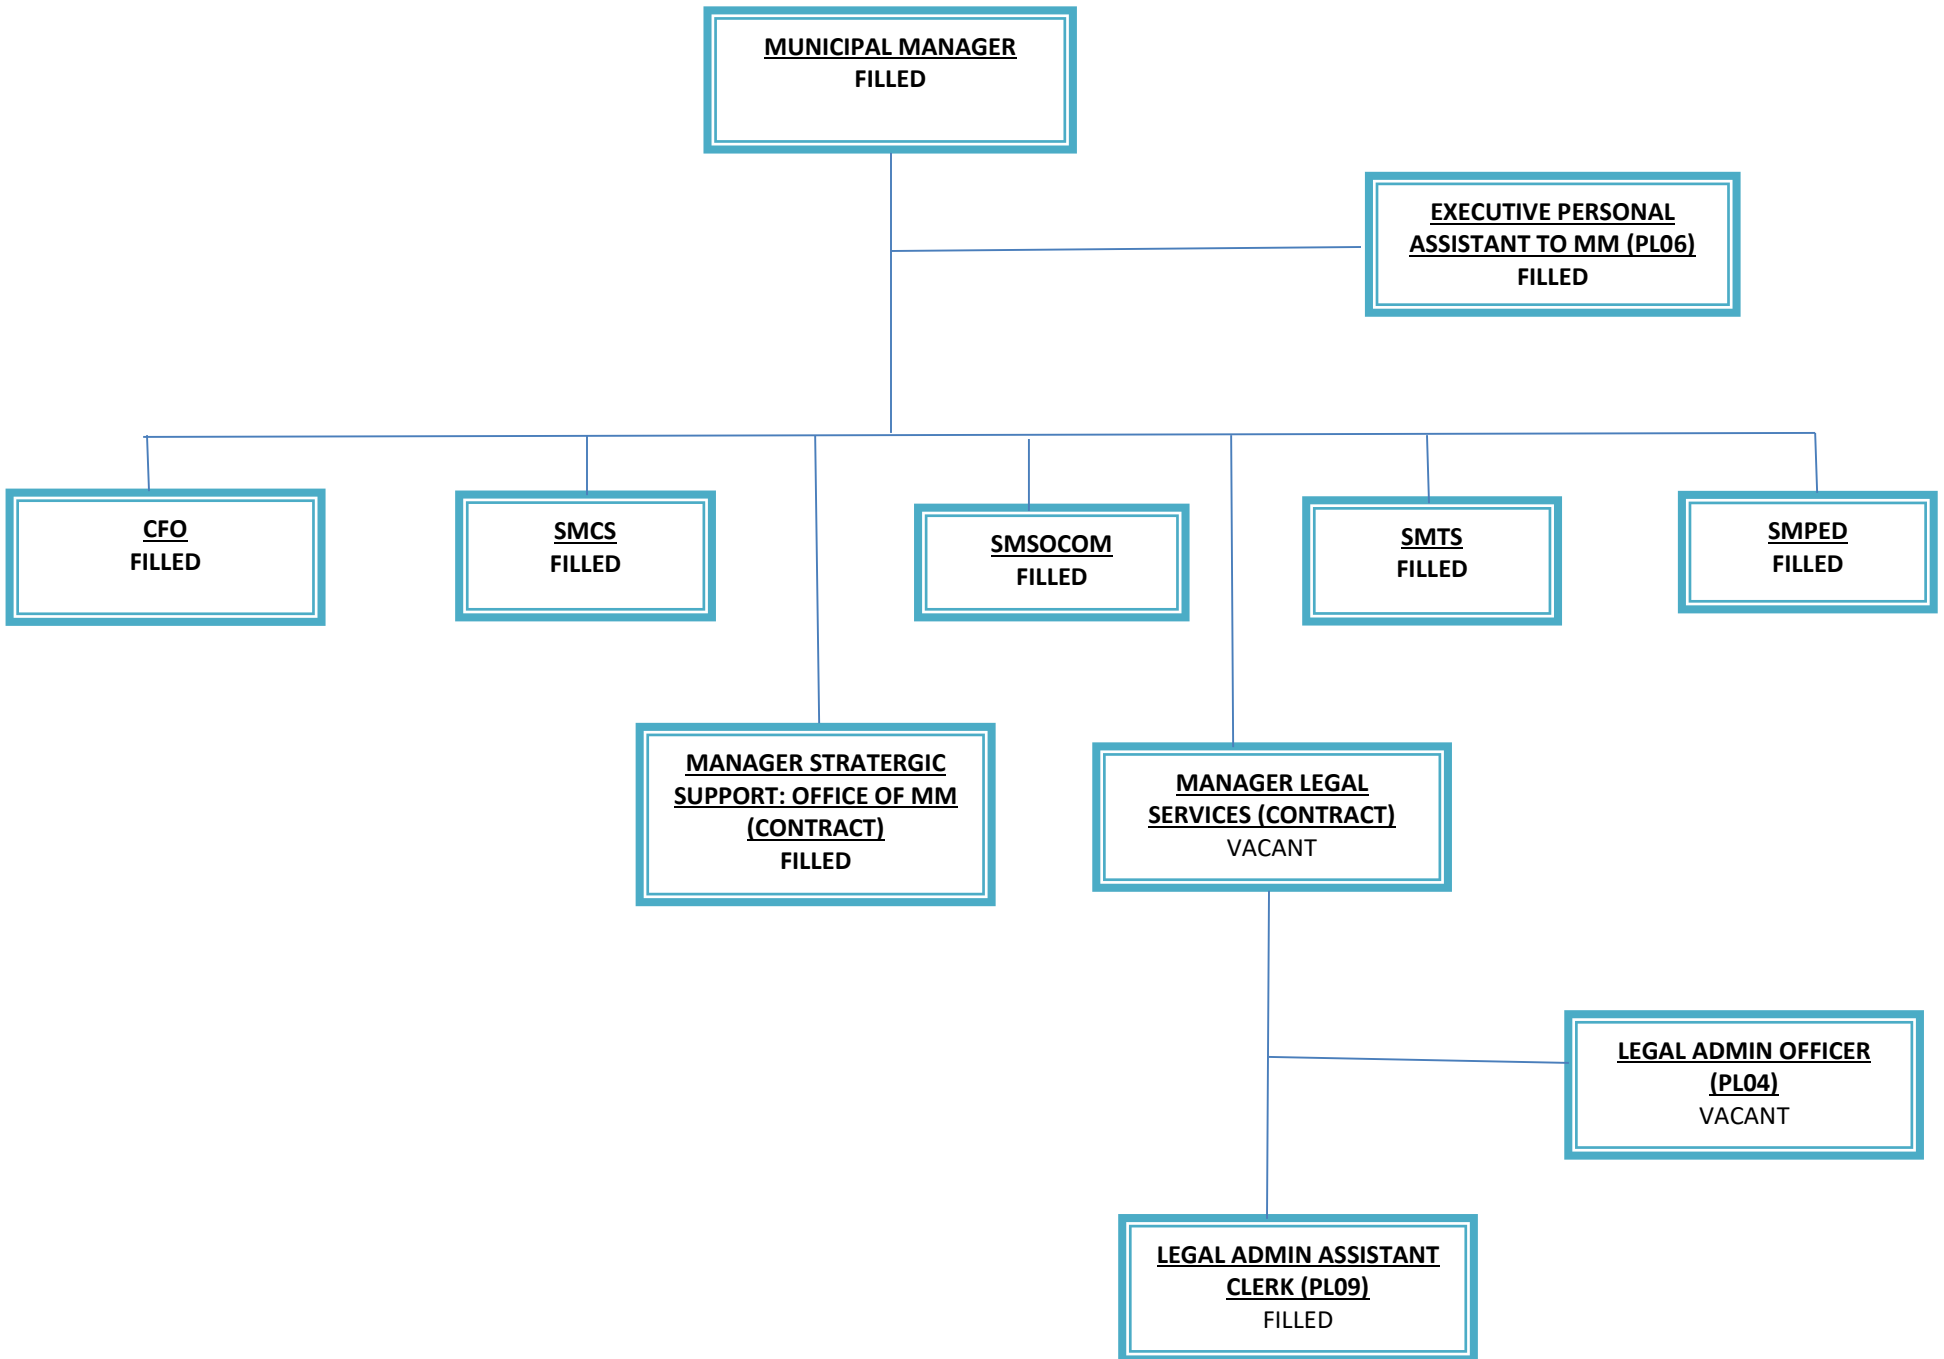 MUNICIPAL MANAGER
FILLED
EXECUTIVE PERSONAL
ASSISTANT TO MM (PL06)
FILLED
CFO
FILLED
SMCS
FILLED
SMSOCOM
FILLED
SMTS
FILLED
SMPED
FILLED
MANAGER STRATERGIC
SUPPORT: OFFICE OF MM
(CONTRACT)
FILLED
MANAGER LEGAL
SERVICES (CONTRACT)
VACANT
LEGAL ADMIN OFFICER
(PL04)
VACANT
LEGAL ADMIN ASSISTANT
CLERK (PL09)
FILLED